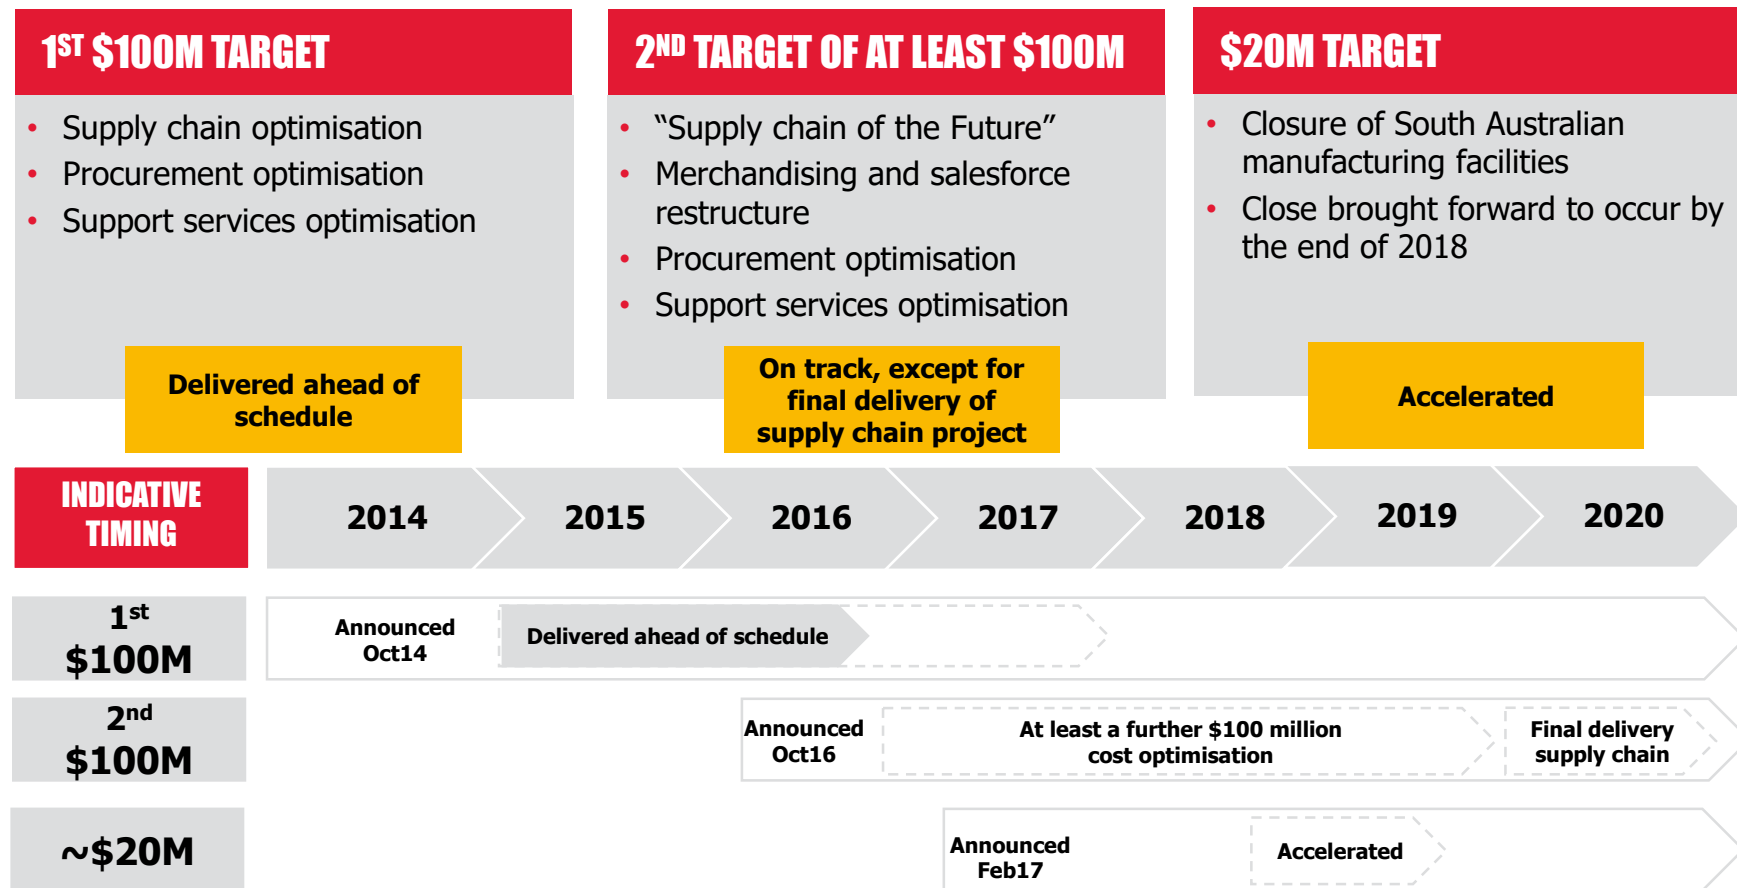 1ST $100M TARGET
• Supply chain optimisation
• Procurement optimisation
• Support services optimisation
Delivered ahead of
schedule
2ND TARGET OF AT LEAST $100M
• “Supply chain of the Future”
• Merchandising and salesforce
restructure
• Procurement optimisation
• Support services optimisation
On track, except for
final delivery of
supply chain project
$20M TARGET
• Closure of South Australian
manufacturing facilities
• Close brought forward to occur by
the end of 2018
Accelerated
INDICATIVE
TIMING
2014
2015
2016
2017
2018
2019
2020
1st
$100M
Announced
Oct14
Delivered ahead of schedule
2nd
$100M
Announced
Oct16
At least a further $100 million
cost optimisation
Final delivery
supply chain
~$20M
Announced
Feb17
Accelerated